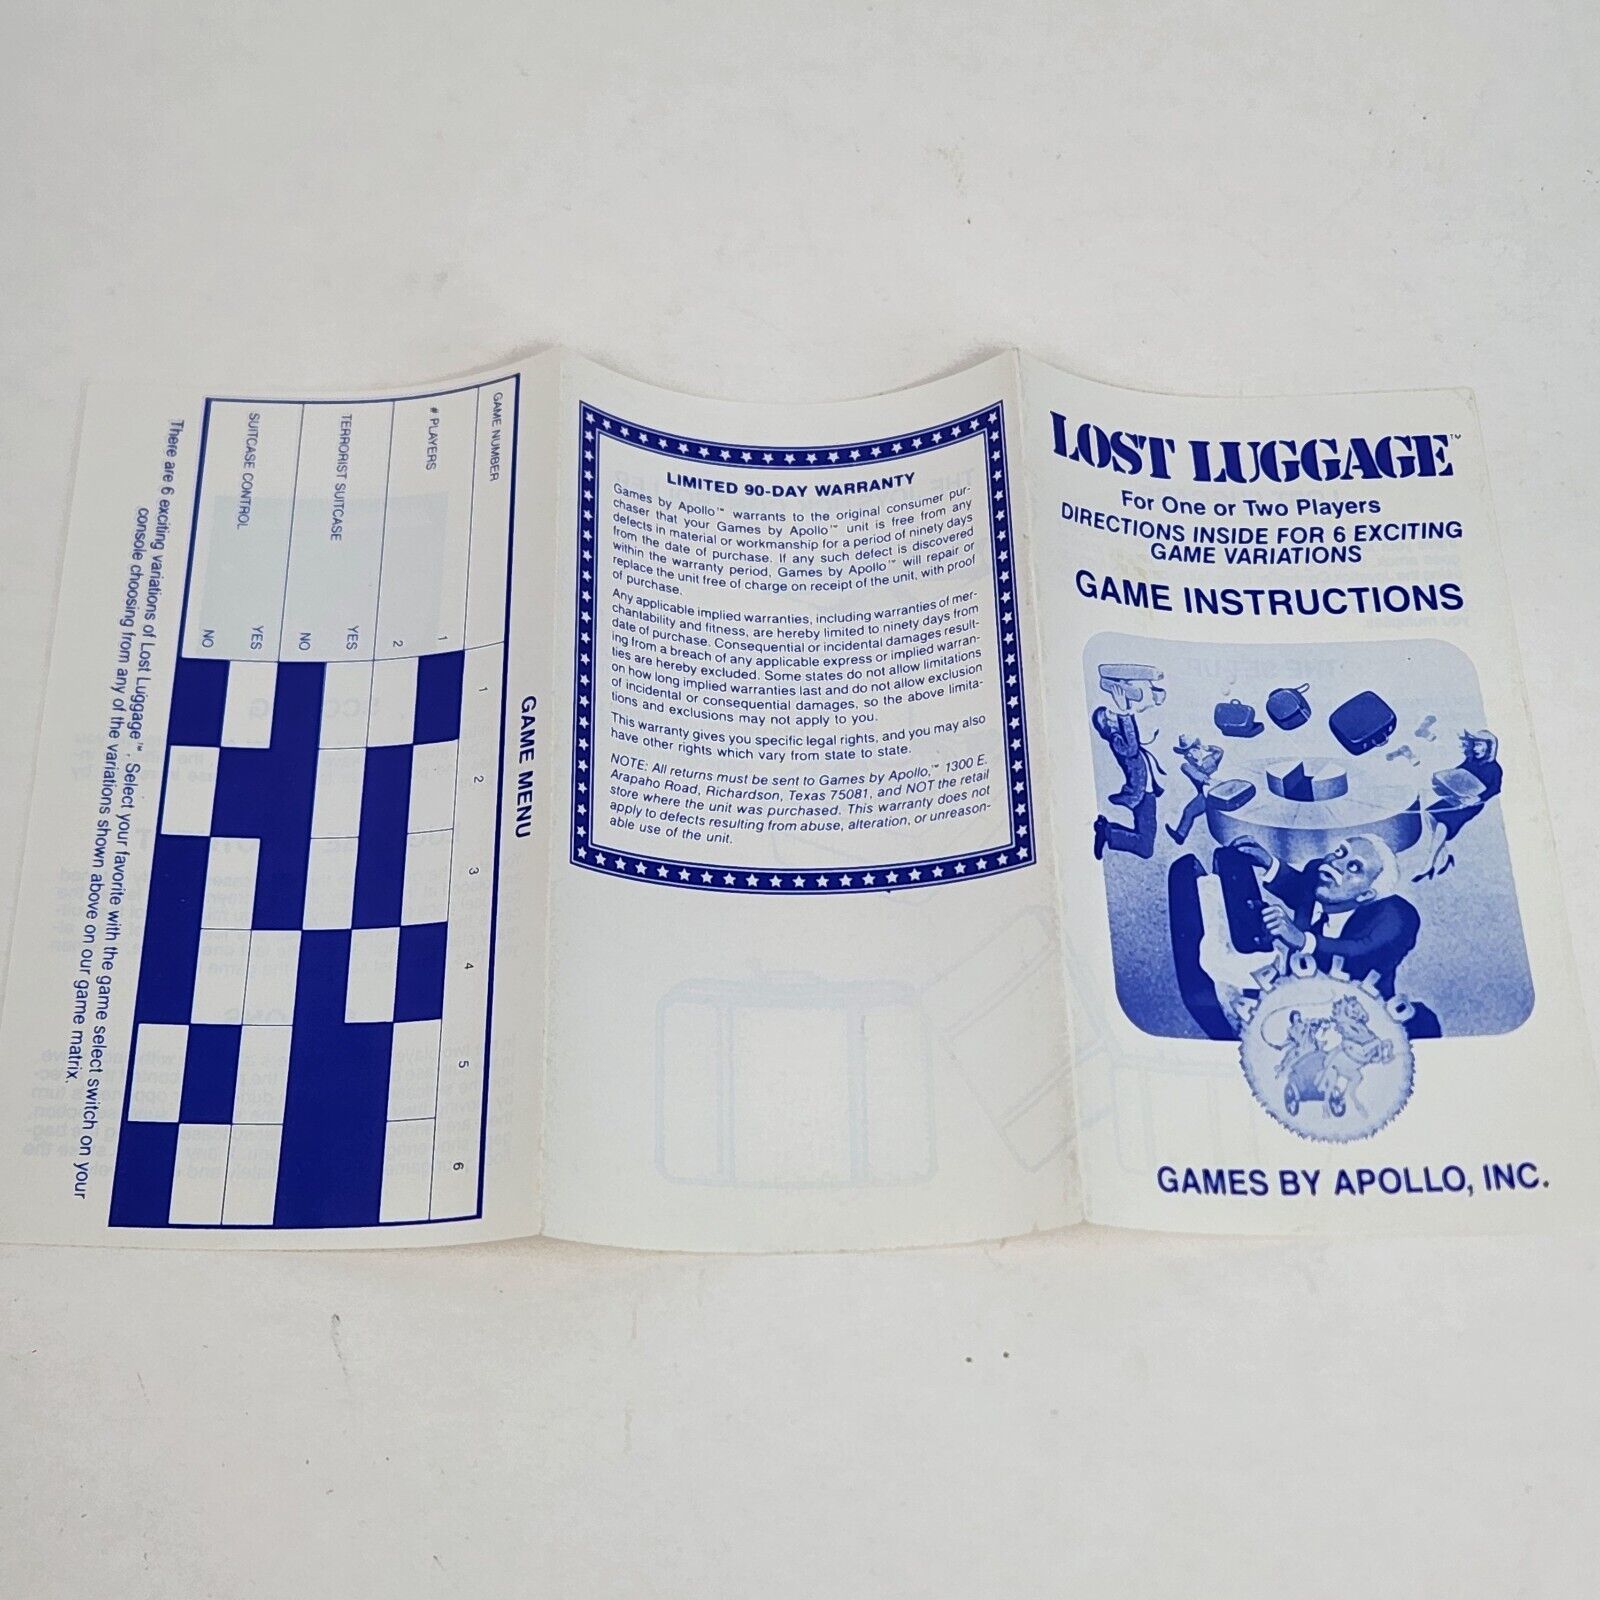 LOST LUGGAGE™
For One or Two Players
DIRECTIONS INSIDE FOR 6 EXCITING
GAME VARIATIONS
GAME INSTRUCTIONS
APOLLO
GAMES BY APOLLO, INC.
LIMITED 90-DAY WARRANTY
Games by Apollo™ warrants to the original consumer pur-
chaser that your Games by Apollo™ unit is free from any
defects in material or workmanship for a period of ninety days
from the date of purchase. If any such defect is discovered
within the warranty period, Games by Apollo™ will repair or
replace the unit free of charge on receipt of the unit, with proof
of purchase.
Any applicable implied warranties, including warranties of mer-
chantability and fitness, are hereby limited to ninety days from
date of purchase. Consequential or incidental damages result-
ing from a breach of any applicable express or implied warran-
ties are hereby excluded. Some states do not allow limitations
on how long implied warranties last and do not allow exclusion
of incidental or consequential damages, so the above limita-
tions and exclusions may not apply to you.
This warranty gives you specific legal rights, and you may also
have other rights which vary from state to state.
NOTE: All returns must be sent to Games by Apollo,™ 1300 E.
Arapaho Road, Richardson, Texas 75081, and NOT the retail
store where the unit was purchased. This warranty does not
apply to defects resulting from abuse, alteration, or unreason-
able use of the unit.
GAME MENU
GAME NUMBER 1 2 3 4 5 6
# PLAYERS 1
2
TERRORIST SUITCASE YES
NO
SUITCASE CONTROL YES
NO
There are 6 exciting variations of Lost Luggage™. Select your favorite with the game select switch on your
console choosing from any of the variations shown above on our game matrix.